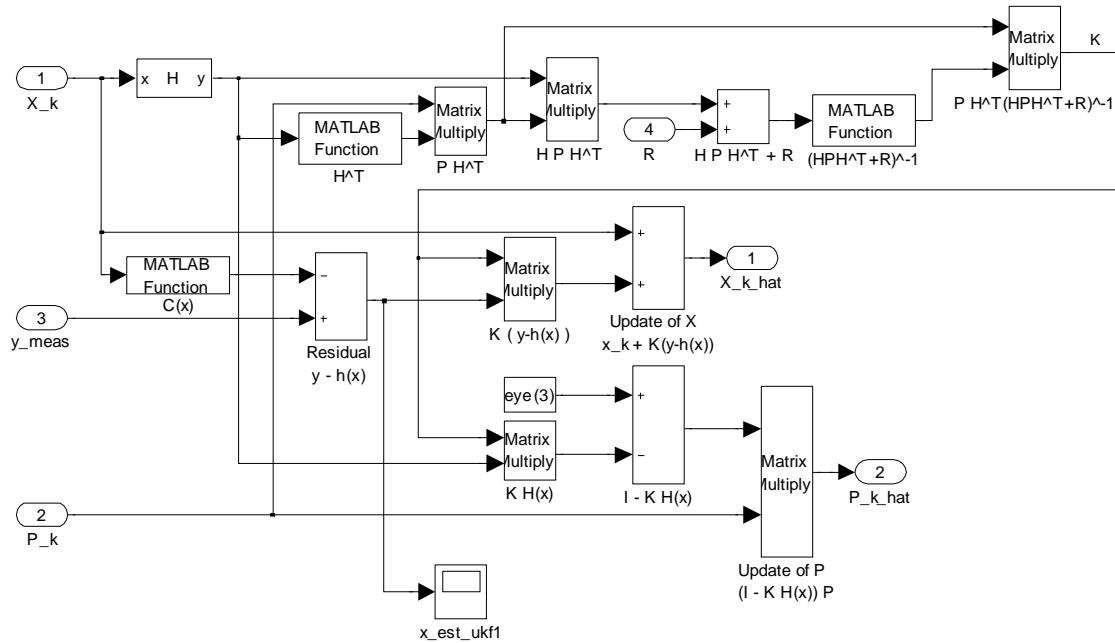 1
X_k
x H y
MATLAB
Function
H^T
Matrix
Multiply
P H^T
Matrix
Multiply
H P H^T
4
R
+
+
H P H^T + R
MATLAB
Function
(HPH^T+R)^-1
Matrix
Multiply
P H^T(HPH^T+R)^-1
K
MATLAB
Function
C(x)
3
y_meas
−
+
Residual
y - h(x)
Matrix
Multiply
K ( y-h(x) )
+
+
Update of X
x_k + K(y-h(x))
1
X_k_hat
eye(3)
Matrix
Multiply
K H(x)
+
−
I - K H(x)
2
P_k
Matrix
Multiply
Update of P
(I - K H(x)) P
2
P_k_hat
x_est_ukf1